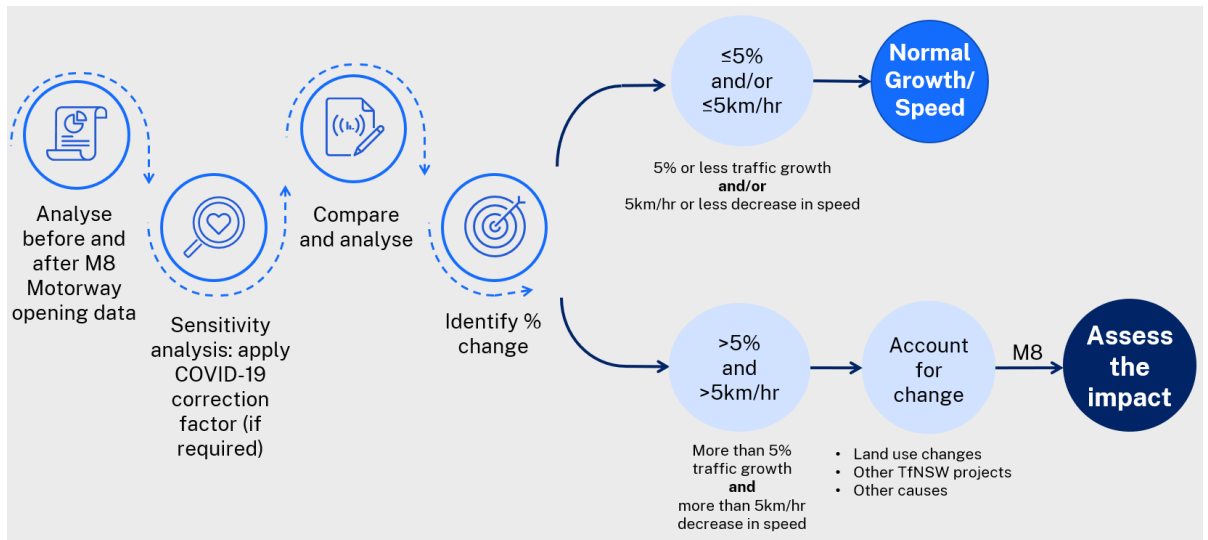 Analyse
before and
after M8
Motorway
opening data
Sensitivity
analysis: apply
COVID-19
correction
factor (if
required)
Compare
and analyse
Identify %
change
≤5%
and/or
≤5km/hr
5% or less traffic growth
and/or
5km/hr or less decrease in speed
Normal
Growth/
Speed
>5%
and
>5km/hr
More than 5%
traffic growth
and
more than 5km/hr
decrease in speed
Account
for
change
• Land use changes
• Other TfNSW projects
• Other causes
M8
Assess
the
impact